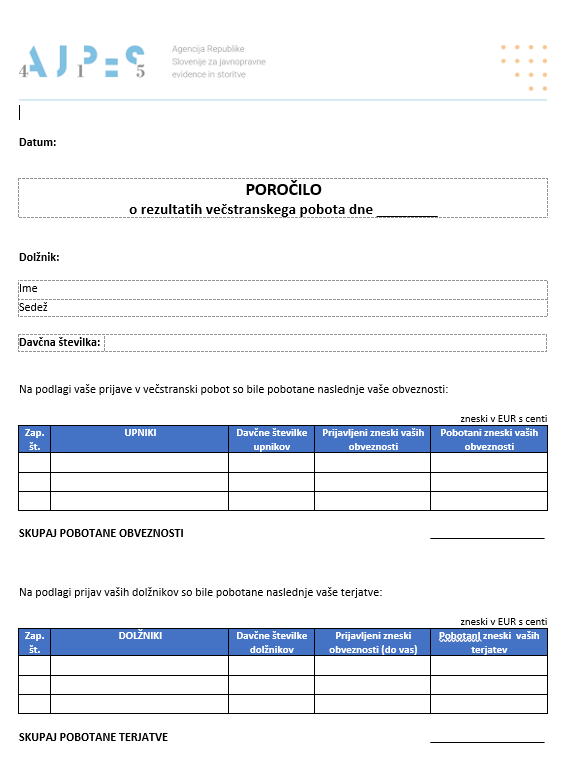 4 AJPES 1 5
Agencija Republike
Slovenije za javnopravne
evidence in storitve
Datum:
POROČILO
o rezultatih večstranskega pobota dne _________
Dolžnik:
Ime
Sedež
Davčna številka:
Na podlagi vaše prijave v večstranski pobot so bile pobotane naslednje vaše obveznosti:
zneski v EUR s centi
Zap. št. UPNIKI Davčne številke upnikov Prijavljeni zneski vaših obveznosti Pobotani zneski vaših obveznosti
SKUPAJ POBOTANE OBVEZNOSTI
Na podlagi prijav vaših dolžnikov so bile pobotane naslednje vaše terjatve:
zneski v EUR s centi
Zap. št. DOLŽNIKI Davčne številke dolžnikov Prijavljeni zneski obveznosti (do vas) PobotanI zneski vaših terjatev
SKUPAJ POBOTANE TERJATVE